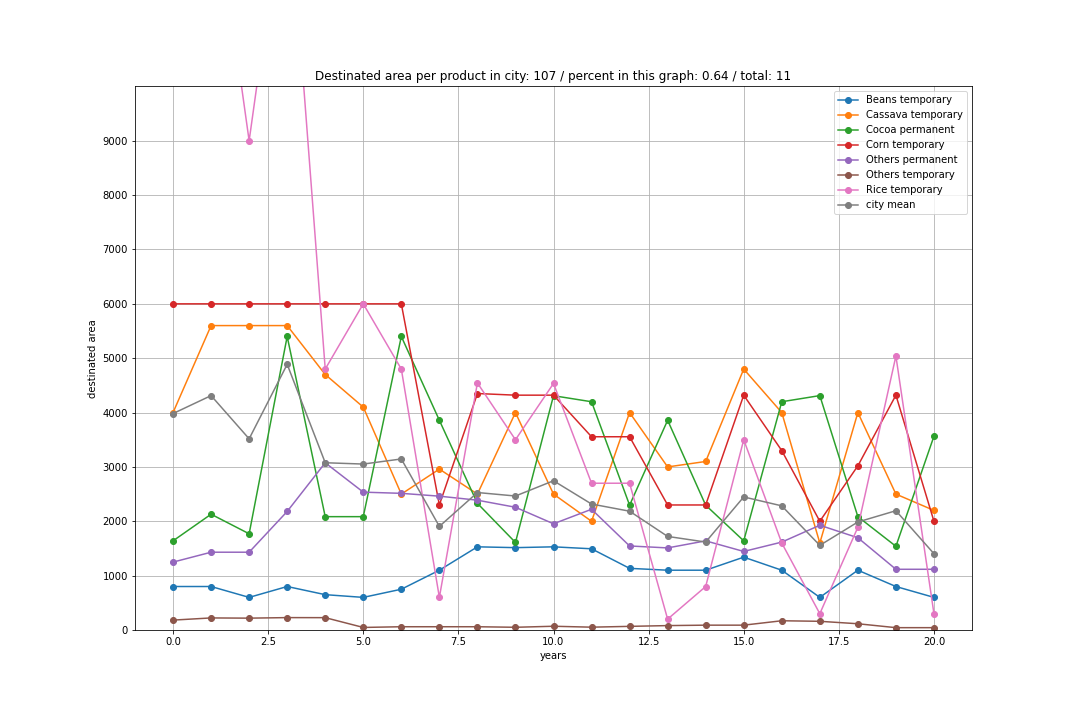 Destinated area per product in city: 107 / percent in this graph: 0.64 / total: 11
Beans temporary
Cassava temporary
Cocoa permanent
Corn temporary
Others permanent
Others temporary
Rice temporary
city mean
9000
8000
7000
6000
5000
4000
3000
2000
1000
0
destinated area
0.0 2.5 5.0 7.5 10.0 12.5 15.0 17.5 20.0
years